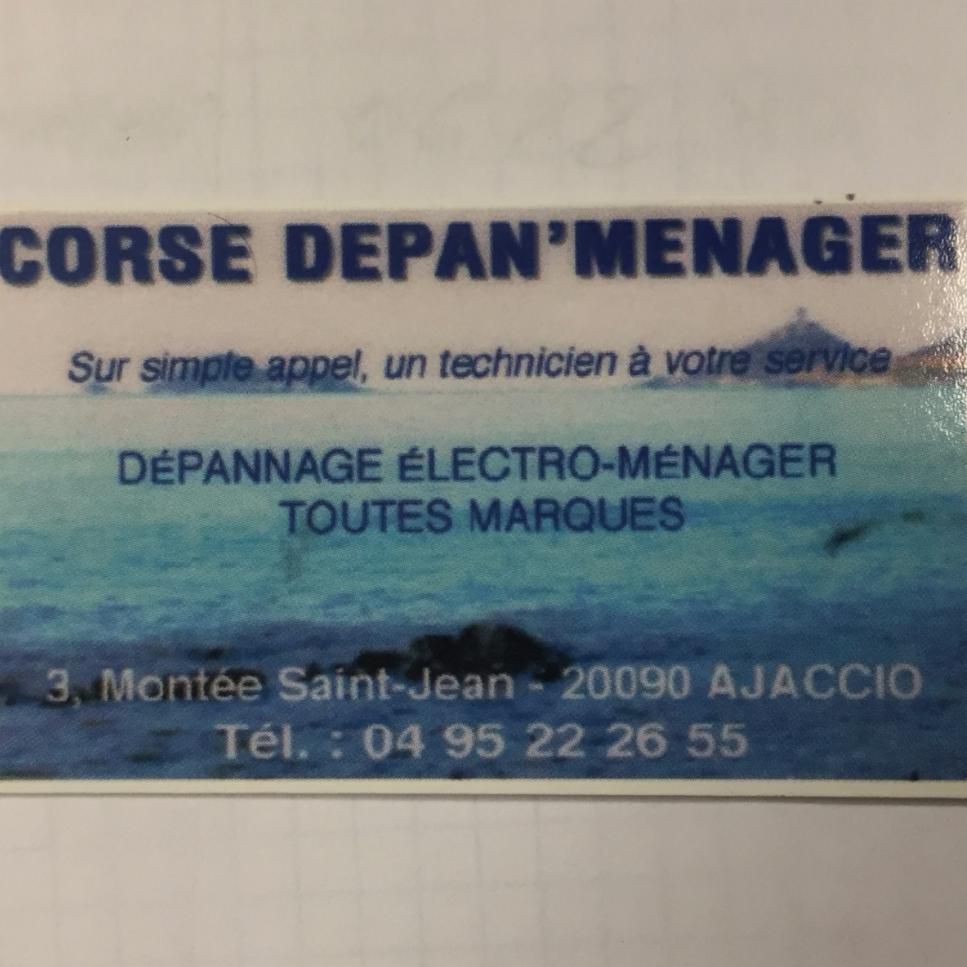 CORSE DEPAN'MENAGER
Sur simple appel, un technicien à votre service
DÉPANNAGE ÉLECTRO-MÉNAGER
TOUTES MARQUES
3, Montée Saint-Jean - 20090 AJACCIO
Tél. : 04 95 22 26 55